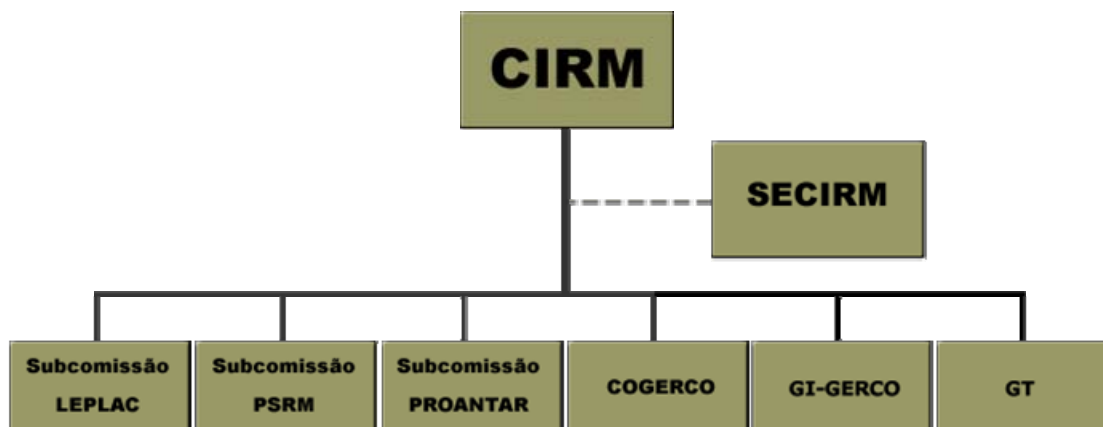 CIRM
SECIRM
Subcomissão
LEPLAC
Subcomissão
PSRM
Subcomissão
PROANTAR
COGERCO
GI-GERCO
GT